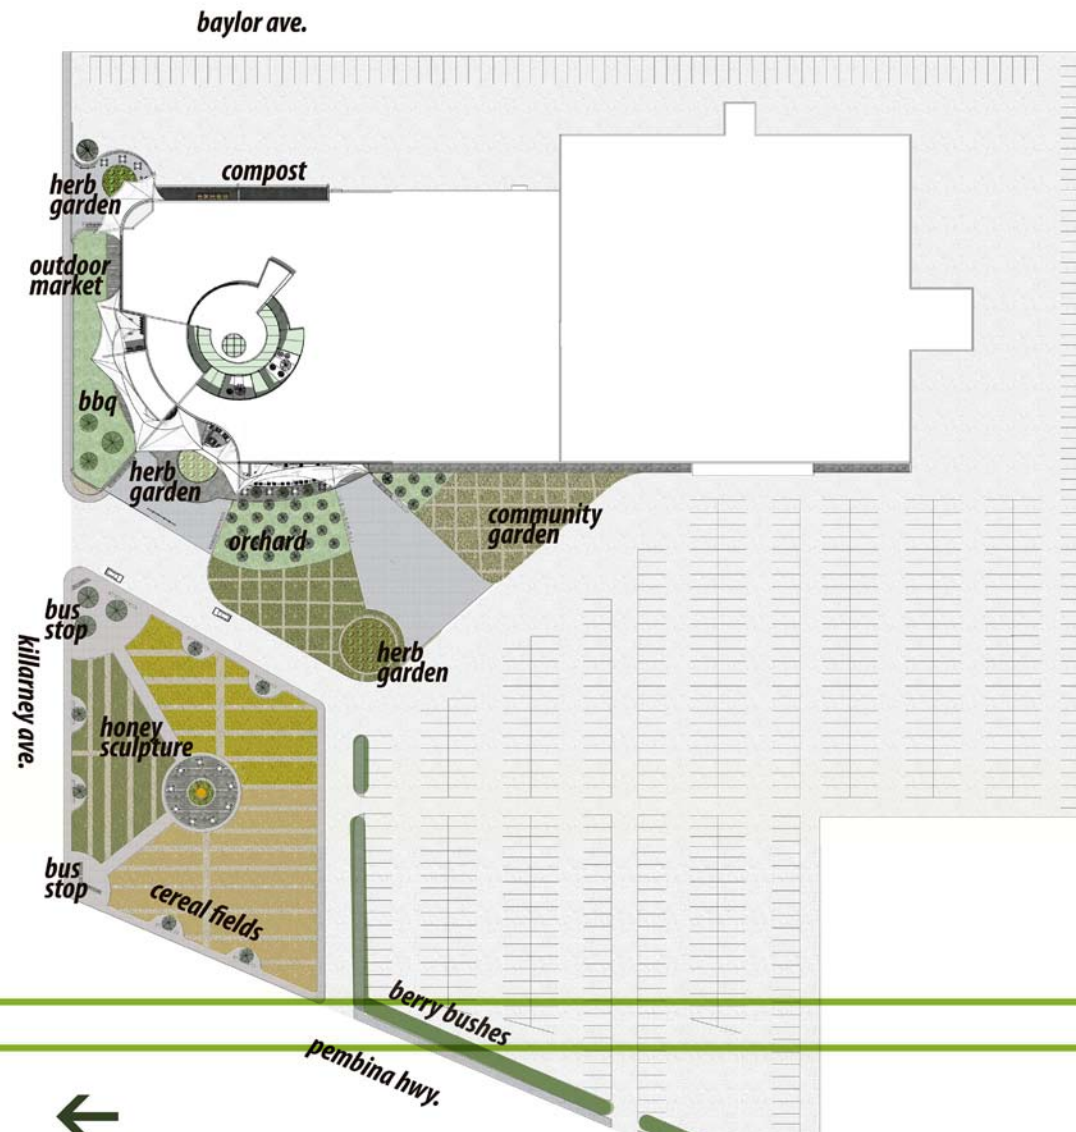 baylor ave.
compost
herb
garden
outdoor
market
bbq
herb
garden
community
garden
orchard
bus
stop
herb
garden
killarney ave.
honey
sculpture
bus
stop
cereal fields
berry bushes
pembina hwy.